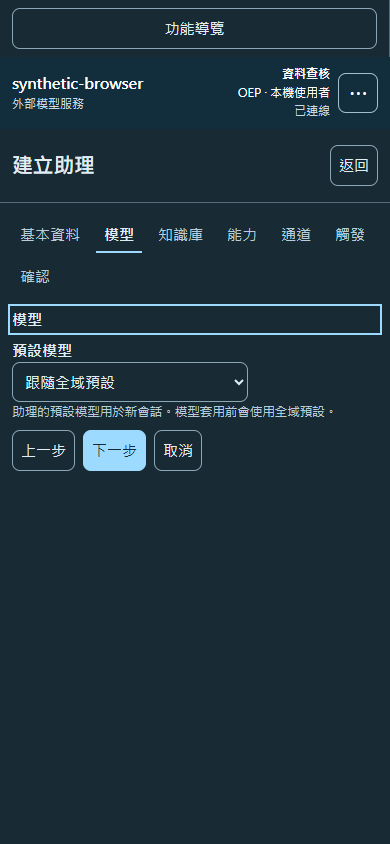 功能導覽
synthetic-browser
外部模型服務
資料查核
OEP · 本機使用者
已連線
⋯
建立助理
返回
基本資料 模型 知識庫 能力 通道 觸發
確認
模型
預設模型
跟隨全域預設
助理的預設模型用於新會話。模型套用前會使用全域預設。
上一步 下一步 取消